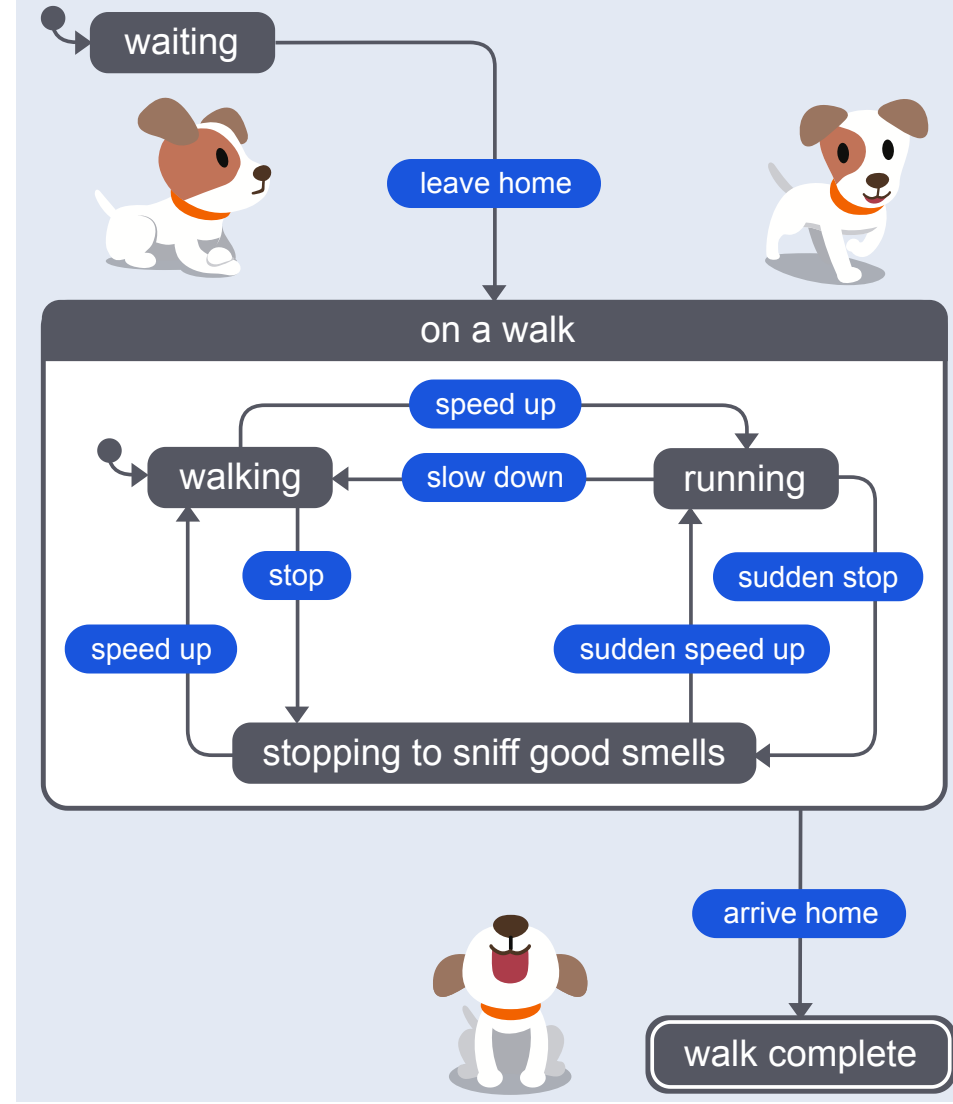 waiting
leave home
on a walk
speed up
walking
slow down
running
stop
sudden stop
speed up
sudden speed up
stopping to sniff good smells
arrive home
walk complete